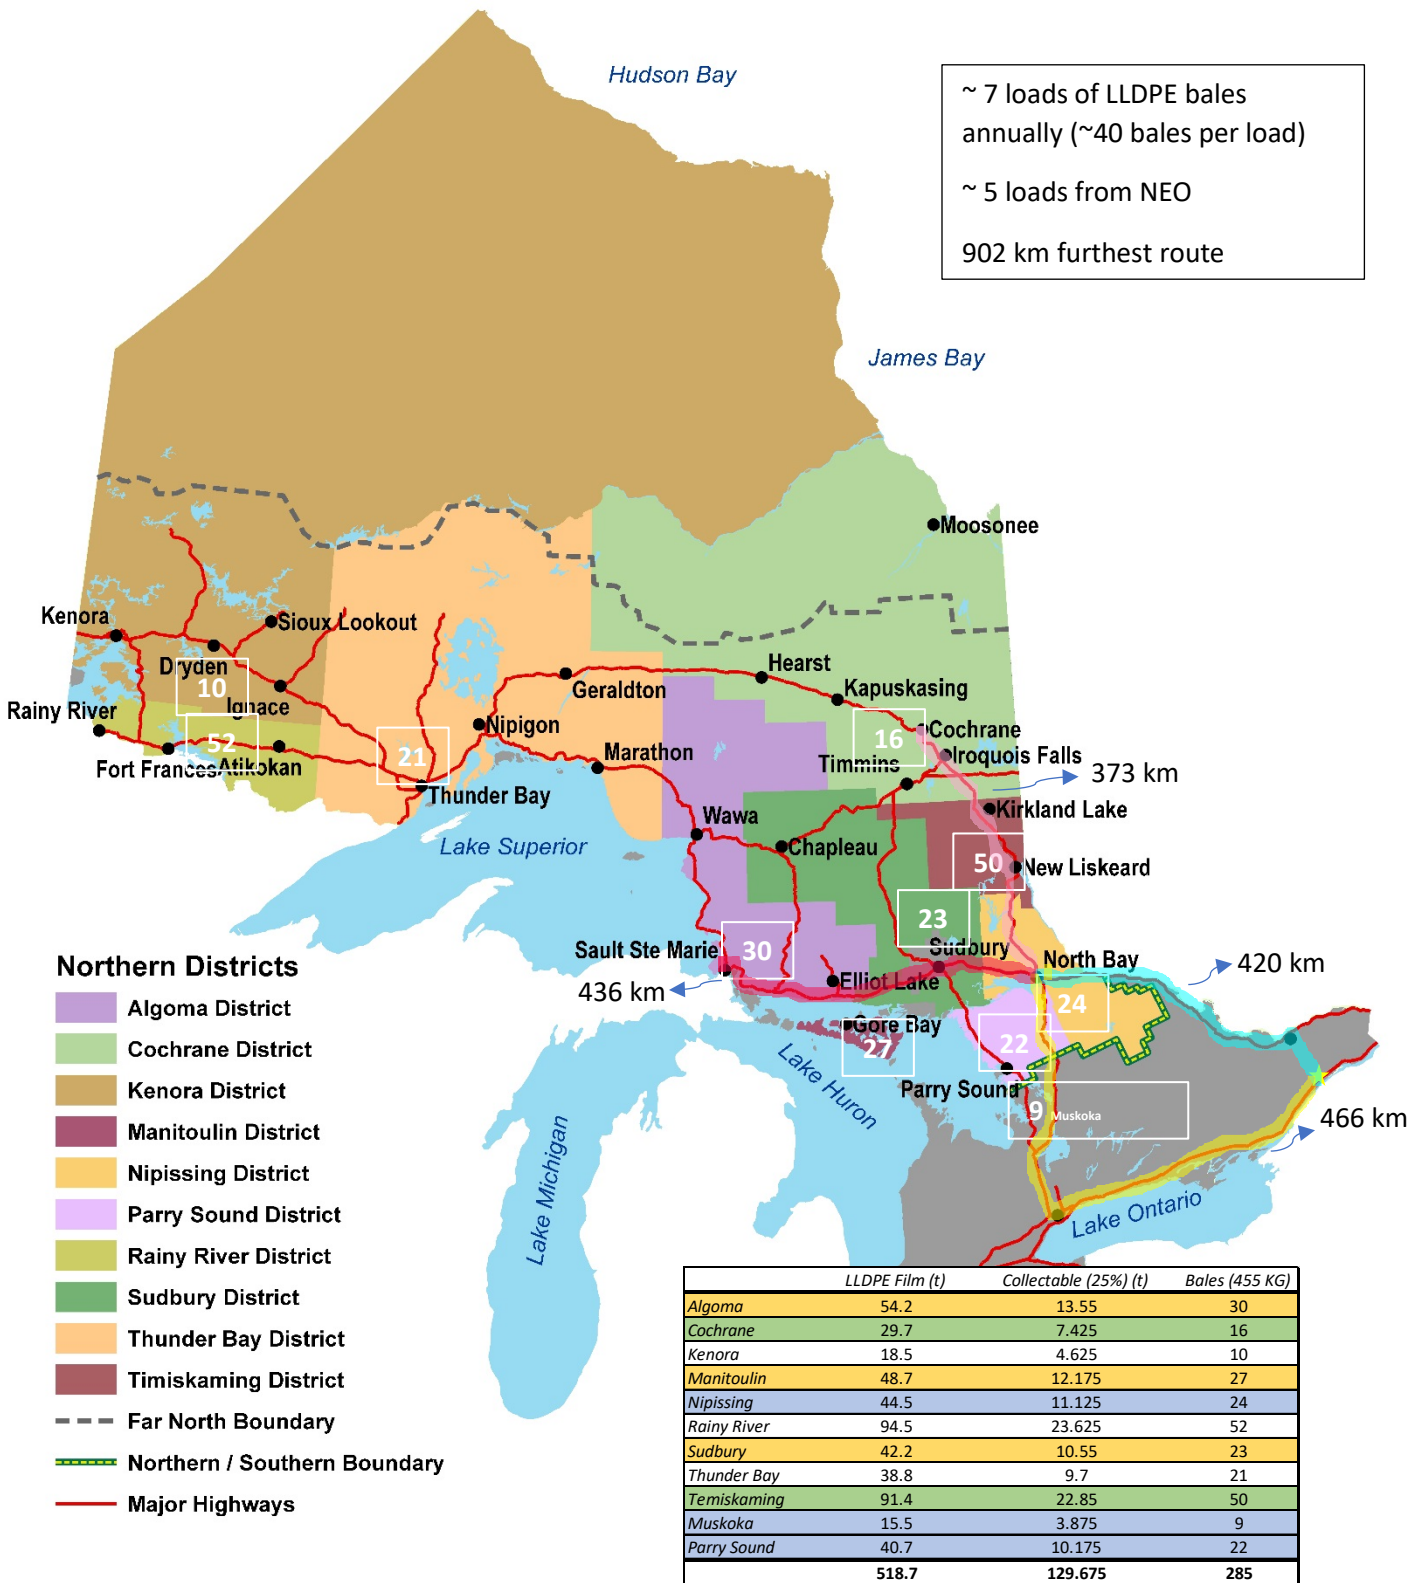 Hudson Bay
~ 7 loads of LLDPE bales
annually (~40 bales per load)
~ 5 loads from NEO
902 km furthest route
James Bay
Moosonee
Kenora
Sioux Lookout
Dryden
10
Ignace
Rainy River
52
Fort Frances
Atikokan
21
Thunder Bay
Nipigon
Geraldton
Marathon
Hearst
Kapuskasing
16
Cochrane
Iroquois Falls
Timmins
373 km
Kirkland Lake
Wawa
Chapleau
Lake Superior
50
New Liskeard
23
Sudbury
Sault Ste Marie
30
North Bay
436 km
Elliot Lake
420 km
24
Gore Bay
27
22
Lake Huron
Parry Sound
9 Muskoka
466 km
Lake Michigan
Lake Ontario
Northern Districts
Algoma District
Cochrane District
Kenora District
Manitoulin District
Nipissing District
Parry Sound District
Rainy River District
Sudbury District
Thunder Bay District
Timiskaming District
Far North Boundary
Northern / Southern Boundary
Major Highways
LLDPE Film (t) Collectable (25%) (t) Bales (455 KG)
Algoma 54.2 13.55 30
Cochrane 29.7 7.425 16
Kenora 18.5 4.625 10
Manitoulin 48.7 12.175 27
Nipissing 44.5 11.125 24
Rainy River 94.5 23.625 52
Sudbury 42.2 10.55 23
Thunder Bay 38.8 9.7 21
Temiskaming 91.4 22.85 50
Muskoka 15.5 3.875 9
Parry Sound 40.7 10.175 22
518.7 129.675 285